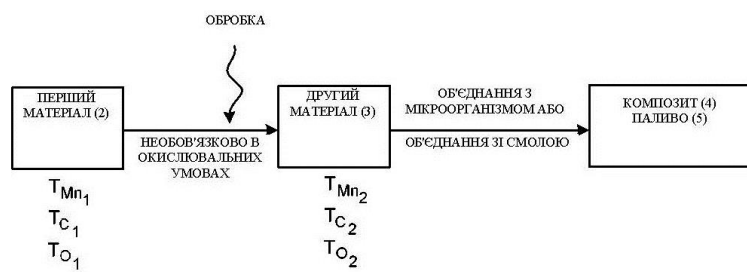 ОБРОБКА
ПЕРШИЙ
МАТЕРІАЛ (2)
НЕОБОВ'ЯЗКОВО В
ОКИСЛЮВАЛЬНИХ
УМОВАХ
ДРУГИЙ
МАТЕРІАЛ (3)
ОБ'ЄДНАННЯ З
МІКРООРГАНІЗМОМ АБО
ОБ'ЄДНАННЯ ЗІ СМОЛОЮ
КОМПОЗИТ (4)
ПАЛИВО (5)
TMn1
TC1
TO1
TMn2
TC2
TO2